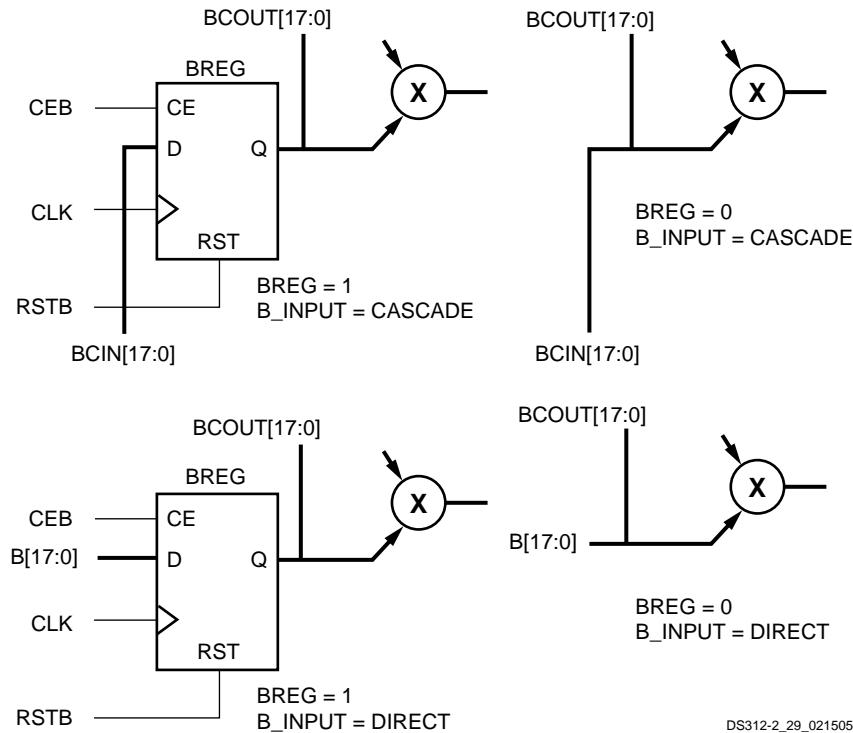 BCOUT[17:0]
BREG
X
CEB
CE
D
Q
CLK
RST
RSTB
BREG = 1
B_INPUT = CASCADE
BCIN[17:0]
BCOUT[17:0]
X
BREG = 0
B_INPUT = CASCADE
BCIN[17:0]
BCOUT[17:0]
BREG
X
CEB
CE
B[17:0]
D
Q
CLK
RST
RSTB
BREG = 1
B_INPUT = DIRECT
BCOUT[17:0]
X
B[17:0]
BREG = 0
B_INPUT = DIRECT
DS312-2_29_021505